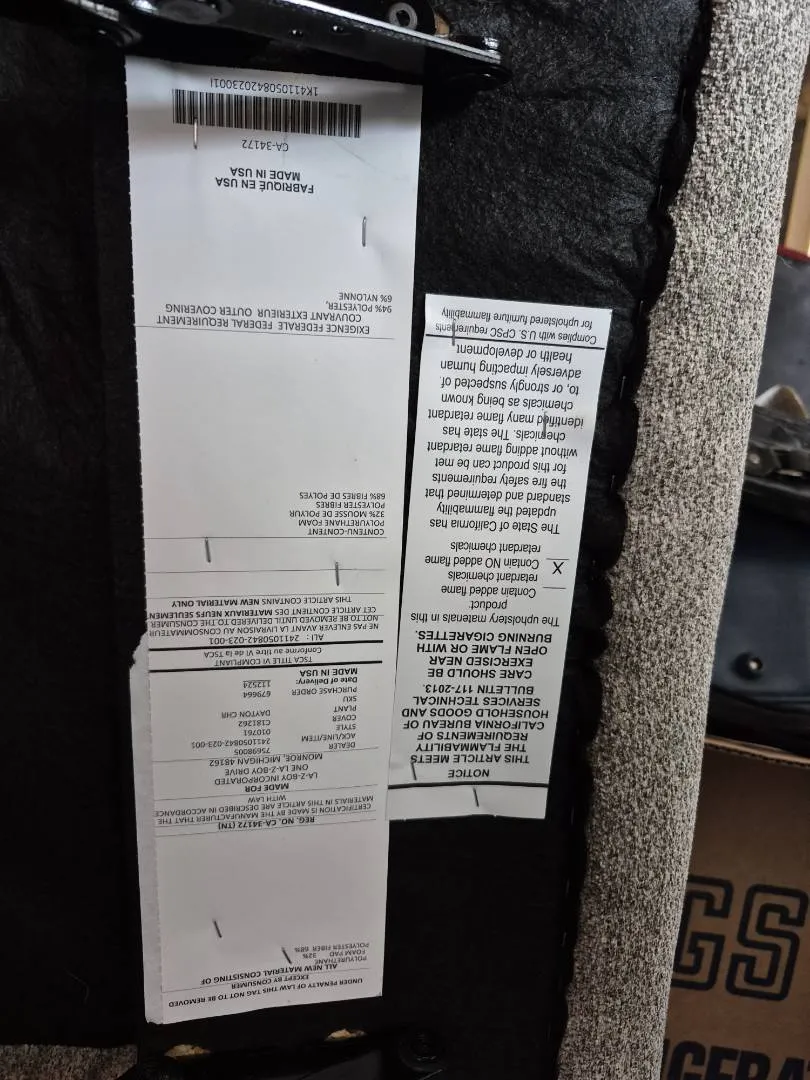 UNDER PENALTY OF LAW THIS TAG NOT TO BE REMOVED
EXCEPT BY CONSUMER
ALL NEW MATERIAL CONSISTING OF
POLYURETHANE
FOAM PAD 32%
POLYESTER FIBER 68%
REG. NO. CA-34172 (TN)
CERTIFICATION IS MADE BY THE MANUFACTURER THAT THE
MATERIALS IN THIS ARTICLE ARE DESCRIBED IN ACCORDANCE
WITH LAW
MADE FOR
LA-Z-BOY INCORPORATED
ONE LA-Z-BOY DRIVE
MONROE, MICHIGAN 48162
DEALER 75698005
ACK/LINE/ITEM 2411050842-023-001
STYLE 010761
COVER C181262
PLANT DAYTON CHR
SKU
PURCHASE ORDER 679664
Date of Delivery: 112524
MADE IN USA
TSCA TITLE VI COMPLIANT
Conforme au titre VI de la TSCA
ALI : 2411050842-023-001
NE PAS ENLEVER AVANT LA LIVRAISON AU CONSOMMATEUR
NOT TO BE REMOVED UNTIL DELIVERED TO THE CONSUMER
CET ARTICLE CONTENT DES MATERIAUX NEUFS SEULEMENT
THIS ARTICLE CONTAINS NEW MATERIAL ONLY
CONTENU-CONTENT
POLYURETHANE FOAM
32% MOUSSE DE POLYUR
POLYESTER FIBRES
68% FIBRES DE POLYES
EXIGENCE FEDERALE FEDERAL REQUIREMENT
COUVRANT EXTERIEUR OUTER COVERING
94% POLYESTER,
6% NYLONNE
FABRIQUÉ EN USA
MADE IN USA
CA-34172
1K4110508420230011
NOTICE
THIS ARTICLE MEETS
THE FLAMMABILITY
REQUIREMENTS OF
CALIFORNIA BUREAU OF
HOUSEHOLD GOODS AND
SERVICES TECHNICAL
BULLETIN 117-2013.
CARE SHOULD BE
EXERCISED NEAR
OPEN FLAME OR WITH
BURNING CIGARETTES.
The upholstery materials in this
product:
Contain added flame
retardant chemicals
X Contain NO added flame
retardant chemicals
The State of California has
updated the flammability
standard and determined that
the fire safety requirements
for this product can be met
without adding flame retardant
chemicals. The state has
identified many flame retardant
chemicals as being known
to, or strongly suspected of
adversely impacting human
health or development
Complies with U.S. CPSC requirements
for upholstered furniture flammability
GS